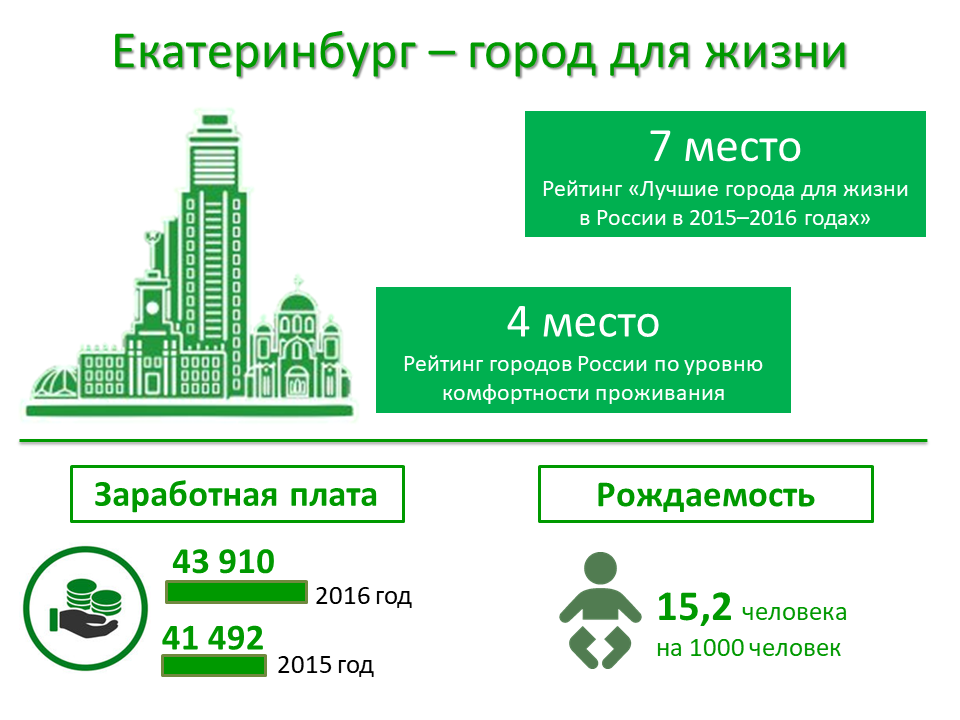 Екатеринбург – город для жизни
7 место
Рейтинг «Лучшие города для жизни
в России в 2015–2016 годах»
4 место
Рейтинг городов России по уровню
комфортности проживания
Заработная плата
43 910
2016 год
41 492
2015 год
Рождаемость
15,2 человека
на 1000 человек